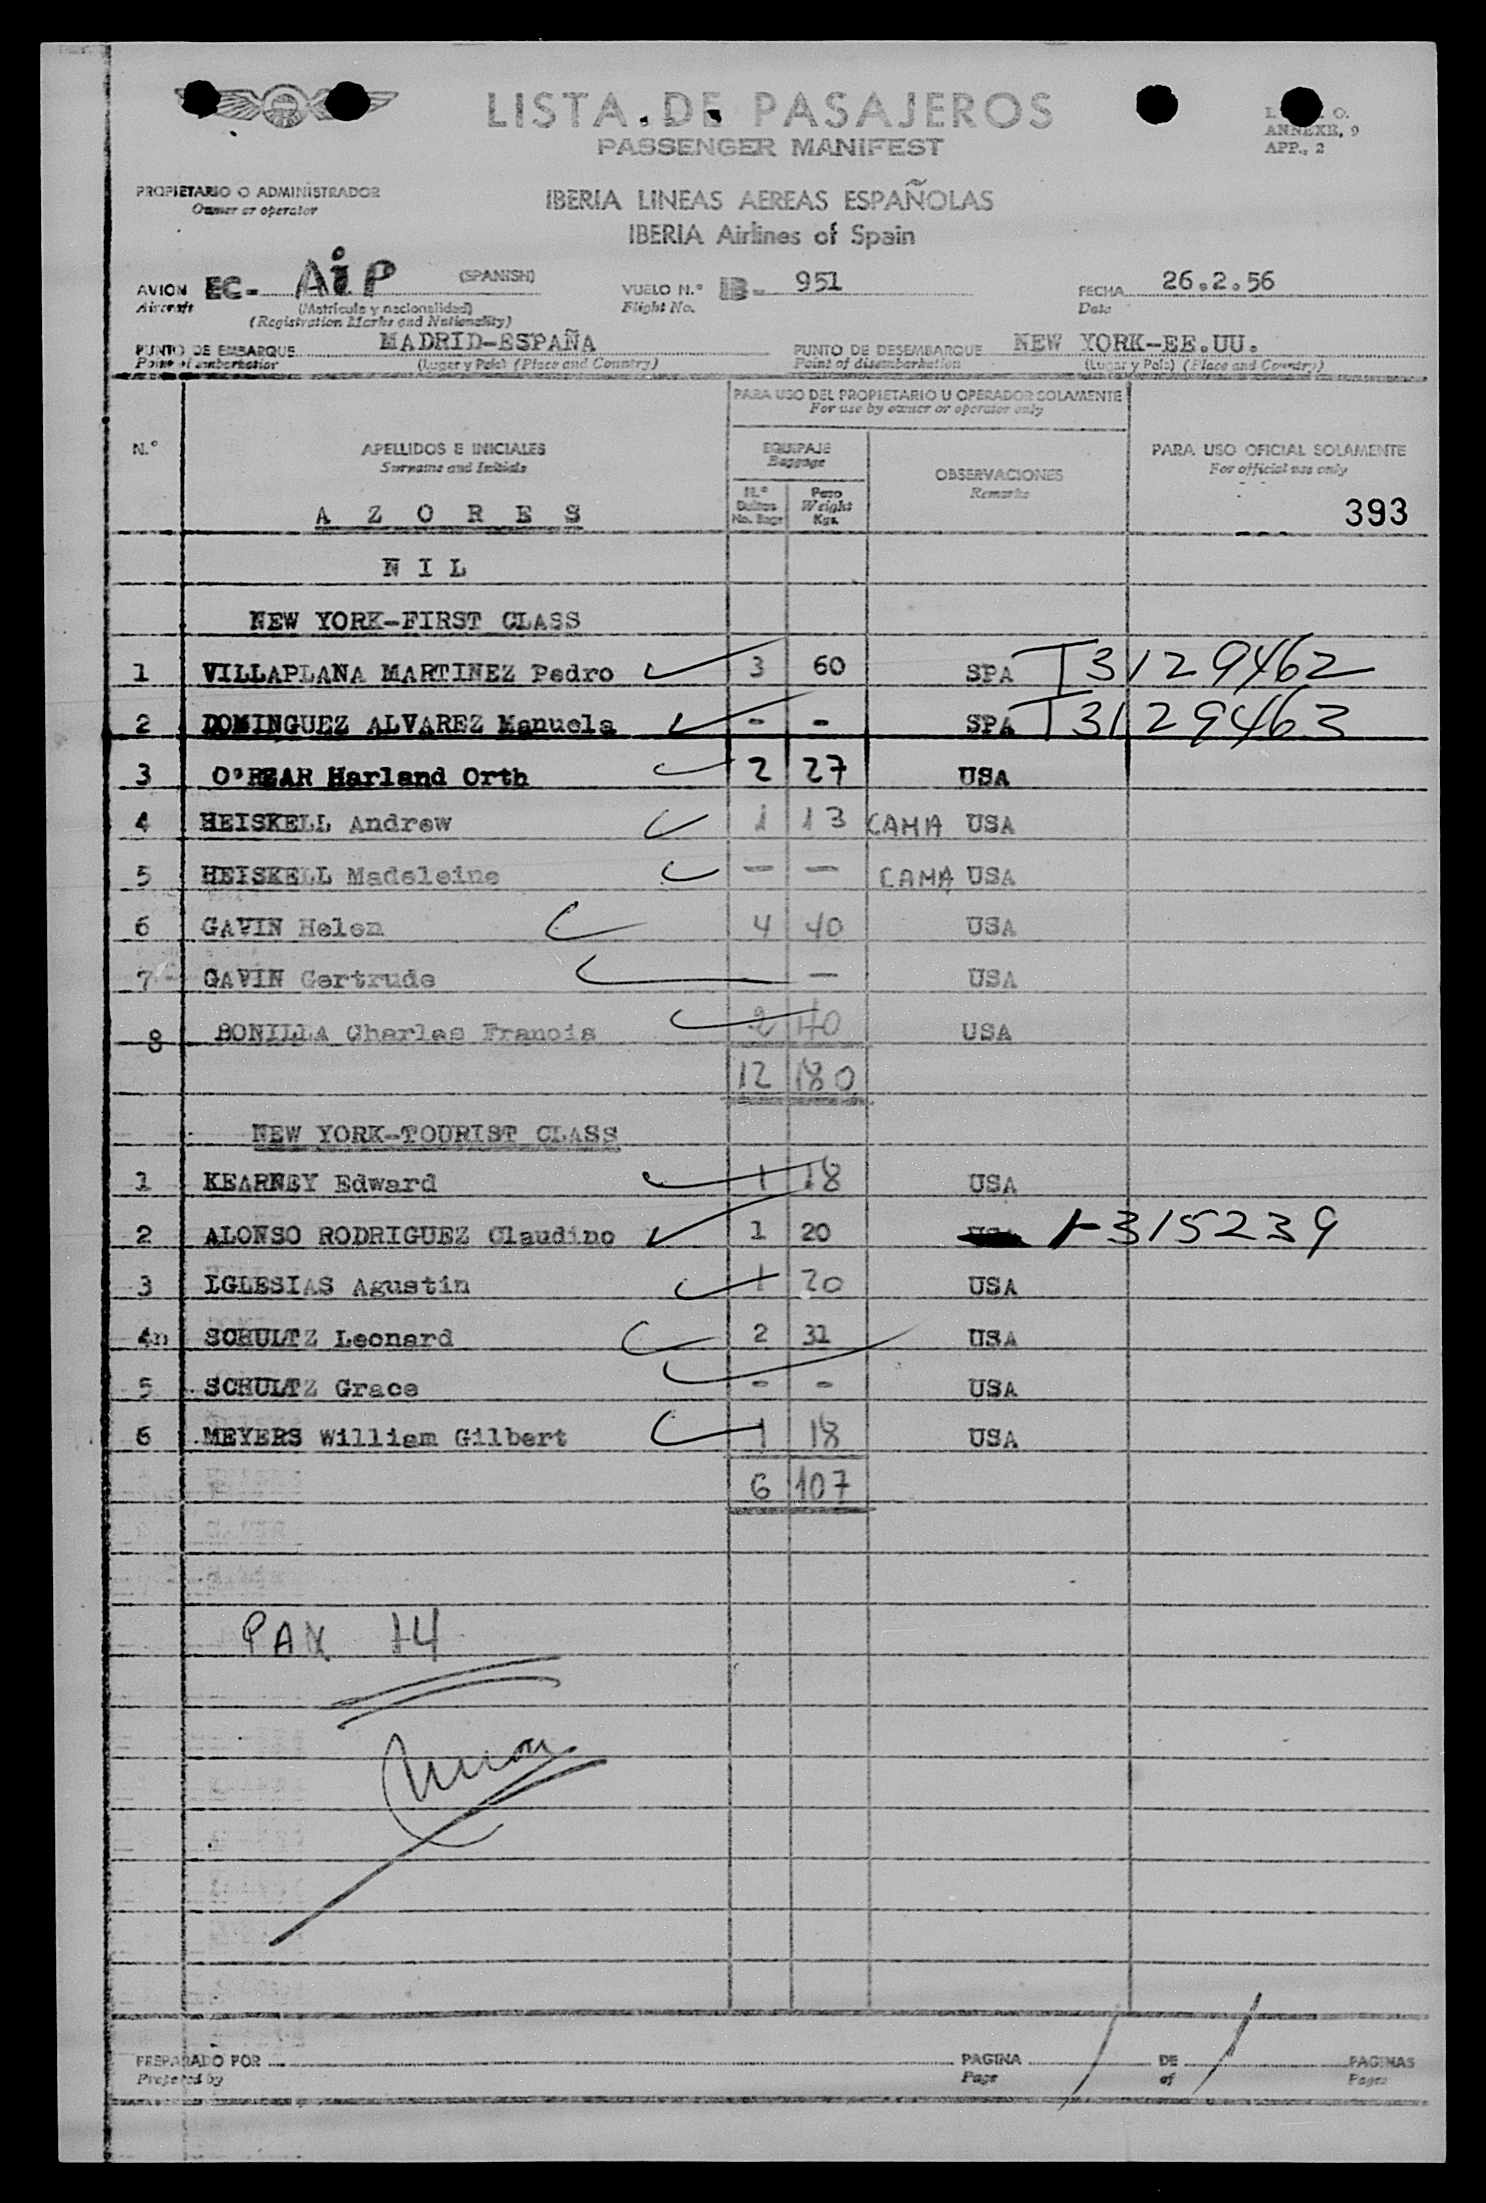 LISTA DE PASAJEROS
PASSENGER MANIFEST
ANNEXE, 9
APP., 2
PROPIETARIO O ADMINISTRADOR
Owner or operator
IBERIA LINEAS AEREAS ESPAÑOLAS
IBERIA Airlines of Spain
AVION EC- AiP (SPANISH) VUELO N.º IB- 951 FECHA 26.2.56
Aircraft (Matrícula y nacionalidad) Flight No. Date
(Registration Marks and Nationality)
PUNTO DE EMBARQUE MADRID-ESPAÑA PUNTO DE DESEMBARQUE NEW YORK-EE.UU.
Point of embarkation (Lugar y País) (Place and Country) Point of disembarkation (Lugar y País) (Place and Country)
PARA USO DEL PROPIETARIO U OPERADOR SOLAMENTE
For use by owner or operator only
N.º APELLIDOS E INICIALES EQUIPAJE PARA USO OFICIAL SOLAMENTE
Surname and Initials Baggage OBSERVACIONES For official use only
Remarks
N.º Bultos No. Bags Peso Weight Kgs.
A Z O R E S 393
N I L
NEW YORK-FIRST CLASS
1 VILLAPLANA MARTINEZ Pedro 3 60 SPA T3129462
2 DOMINGUEZ ALVAREZ Manuela - - SPA T3129463
3 O'REAR Harland Orth 2 27 USA
4 HEISKELL Andrew 1 13 CAMA USA
5 HEISKELL Madeleine - - CAMA USA
6 GAVIN Helen 4 40 USA
7 GAVIN Gertrude - USA
8 BONILLA Charles Francis 2 40 USA
12 180
NEW YORK-TOURIST CLASS
1 KEARNEY Edward 1 18 USA
2 ALONSO RODRIGUEZ Claudino 1 20 T-315239
3 IGLESIAS Agustin 1 20 USA
4 SCHULTZ Leonard 2 31 USA
5 SCHULTZ Grace - - USA
6 MEYERS William Gilbert 1 18 USA
6 107
PAX 14
PREPARADO POR PAGINA 1 DE 1 PAGINAS
Prepared by Page of Pages